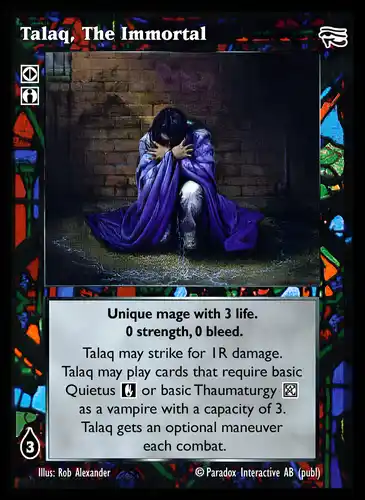 Talaq, The Immortal
Unique mage with 3 life.
0 strength, 0 bleed.
Talaq may strike for 1R damage.
Talaq may play cards that require basic
Quietus or basic Thaumaturgy
as a vampire with a capacity of 3.
Talaq gets an optional maneuver
each combat.
3
Illus: Rob Alexander © Paradox Interactive AB (publ)